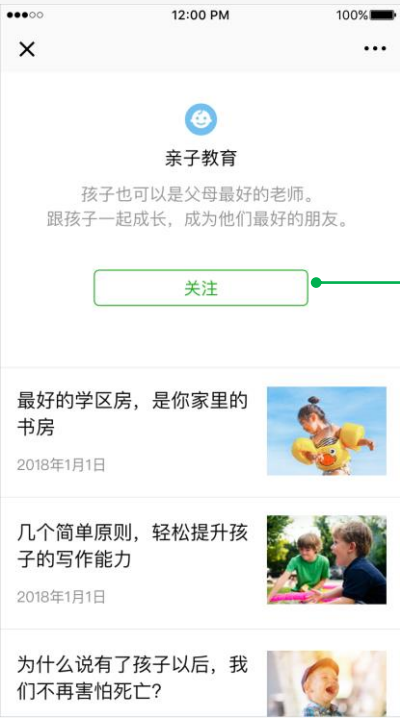 12:00 PM
100%
亲子教育
孩子也可以是父母最好的老师。
跟孩子一起成长，成为他们最好的朋友。
关注
最好的学区房，是你家里的
书房
2018年1月1日
几个简单原则，轻松提升孩
子的写作能力
2018年1月1日
为什么说有了孩子以后，我
们不再害怕死亡？